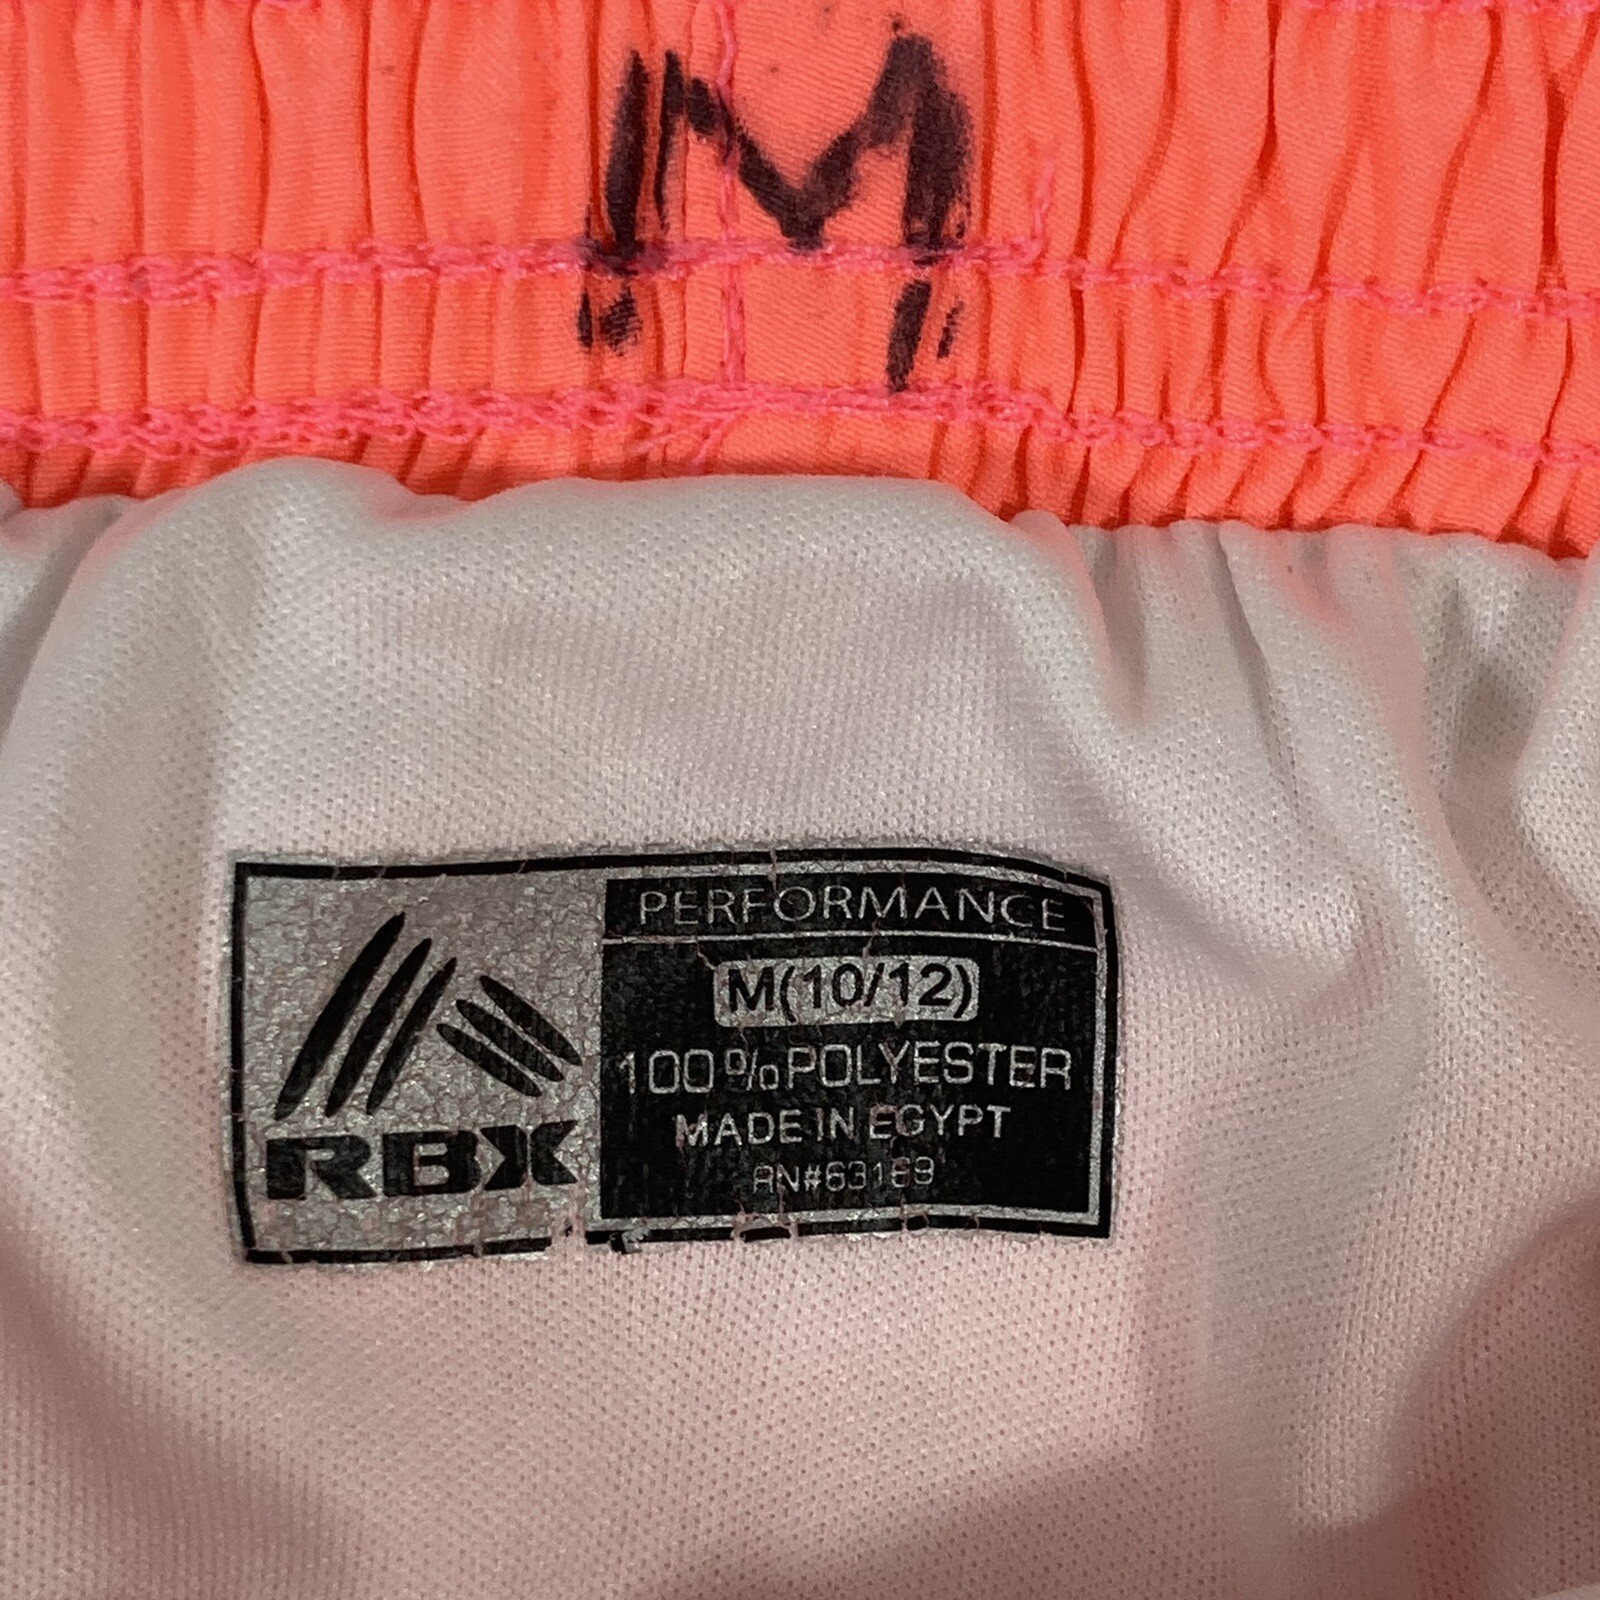 M
PERFORMANCE
M(10/12)
100%POLYESTER
MADE IN EGYPT
RN#63169
RBX